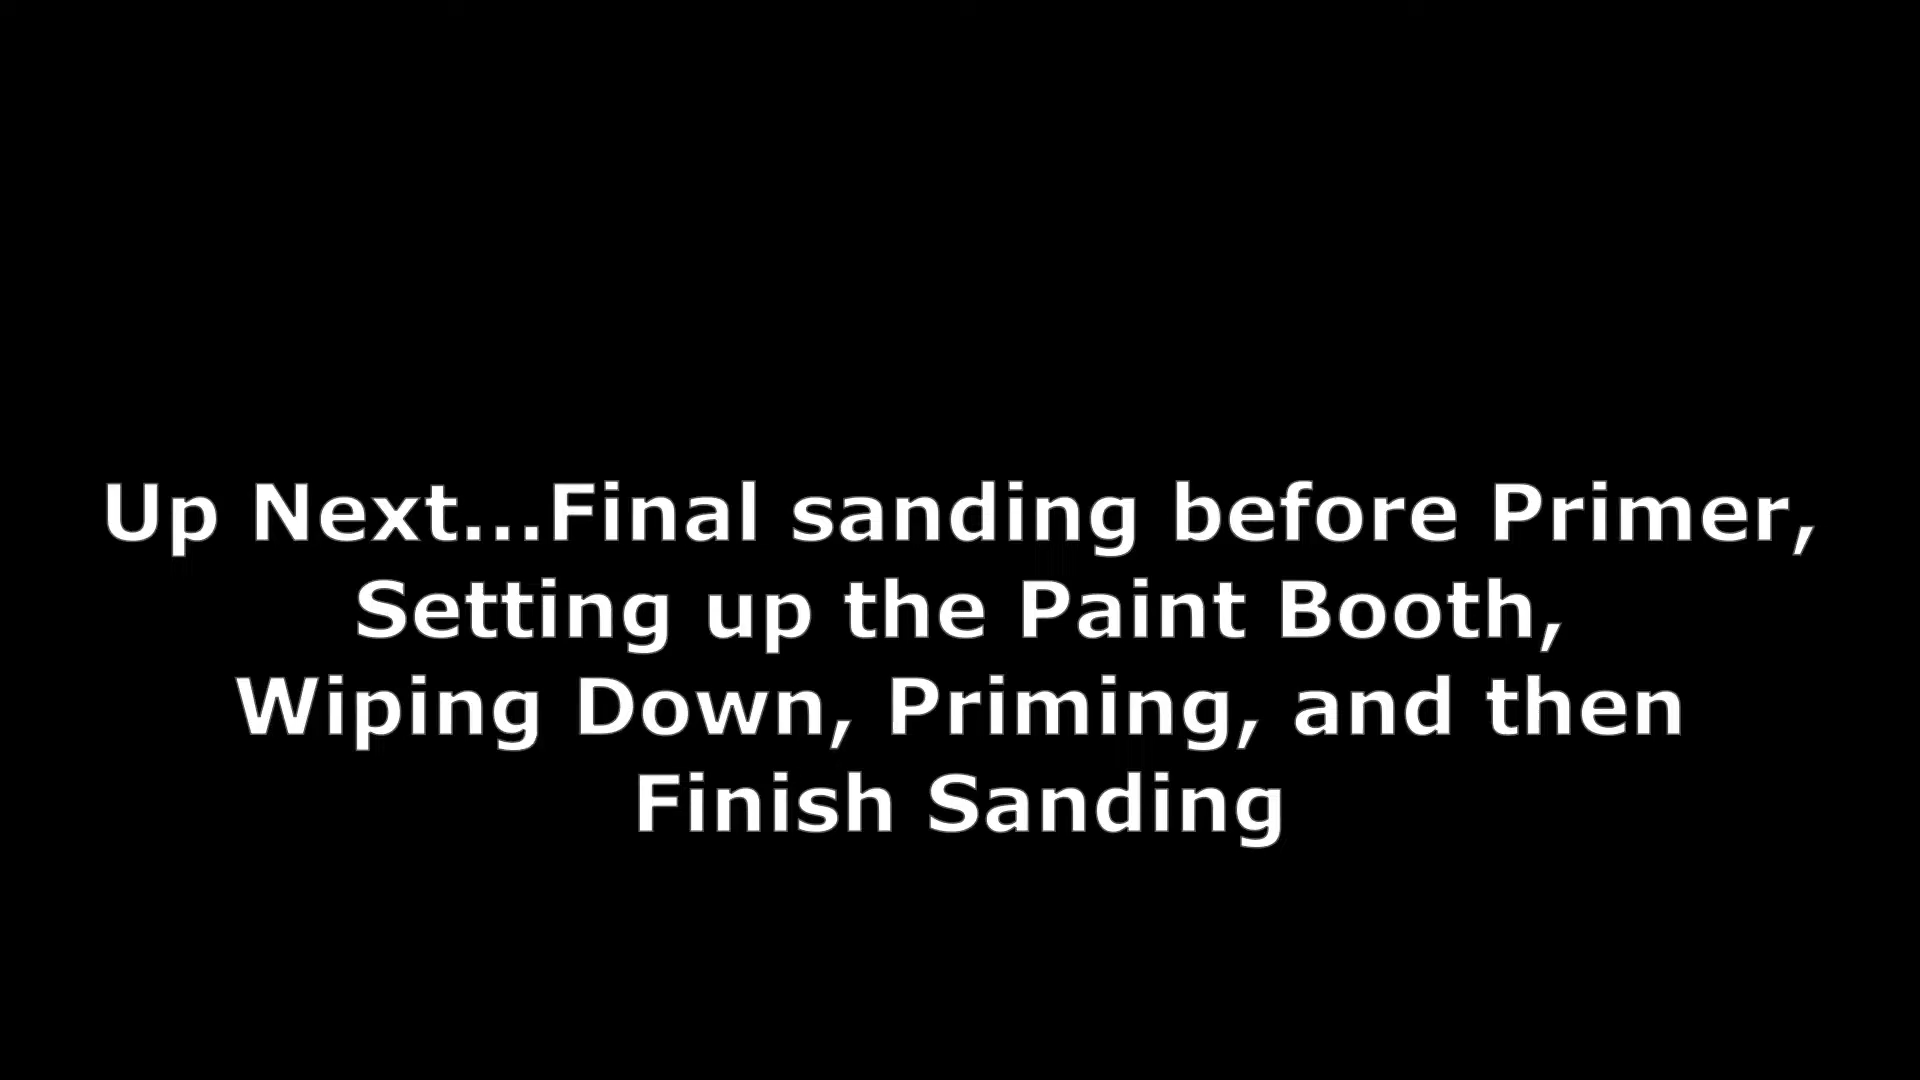 Up Next...Final sanding before Primer,
Setting up the Paint Booth,
Wiping Down, Priming, and then
Finish Sanding